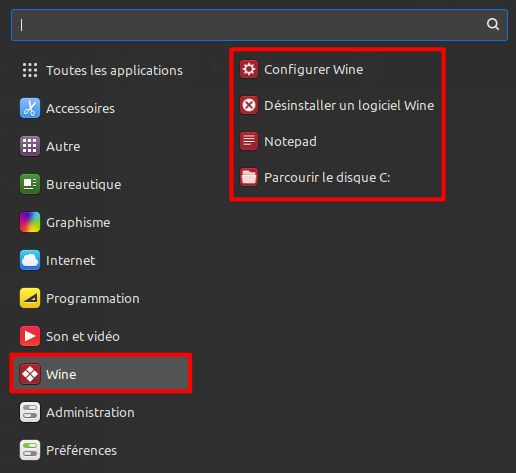 Toutes les applications
Accessoires
Autre
Bureautique
Graphisme
Internet
Programmation
Son et vidéo
Wine
Administration
Préférences
Configurer Wine
Désinstaller un logiciel Wine
Notepad
Parcourir le disque C: